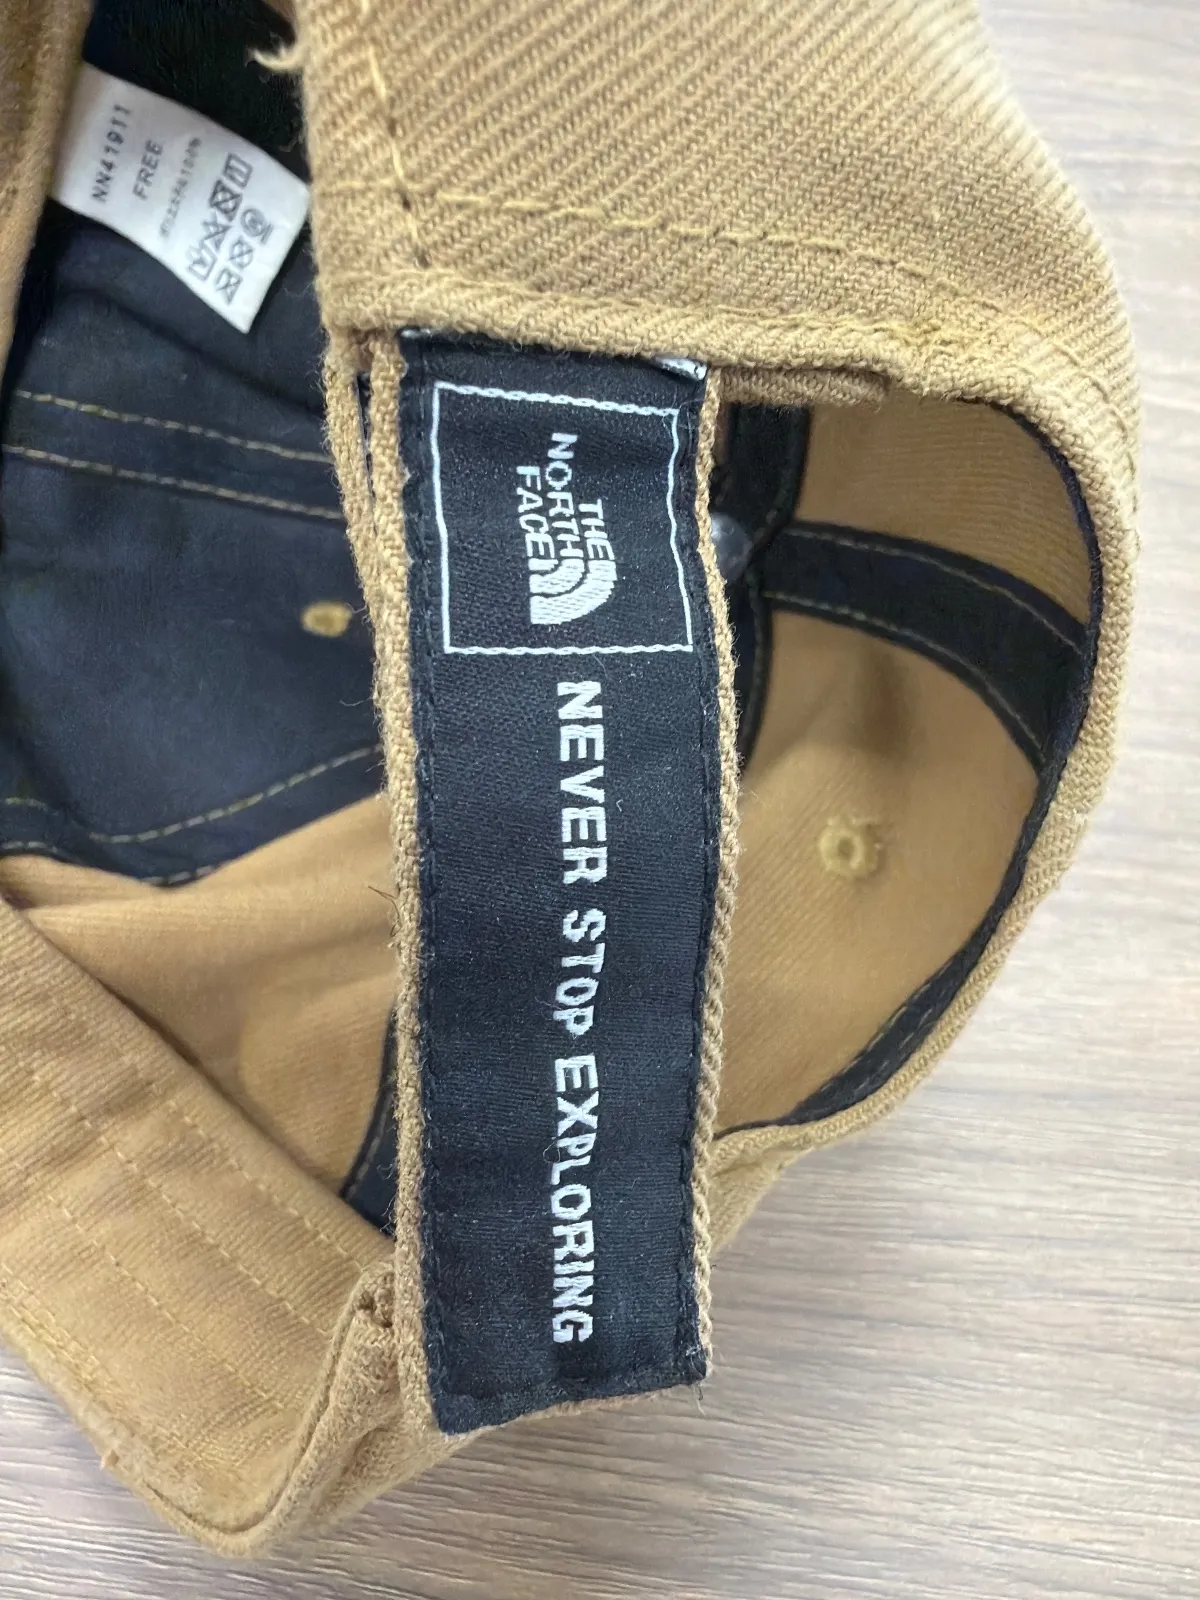 THE
NORTH
FACE
NEVER STOP EXPLORING
NN41911
FREE